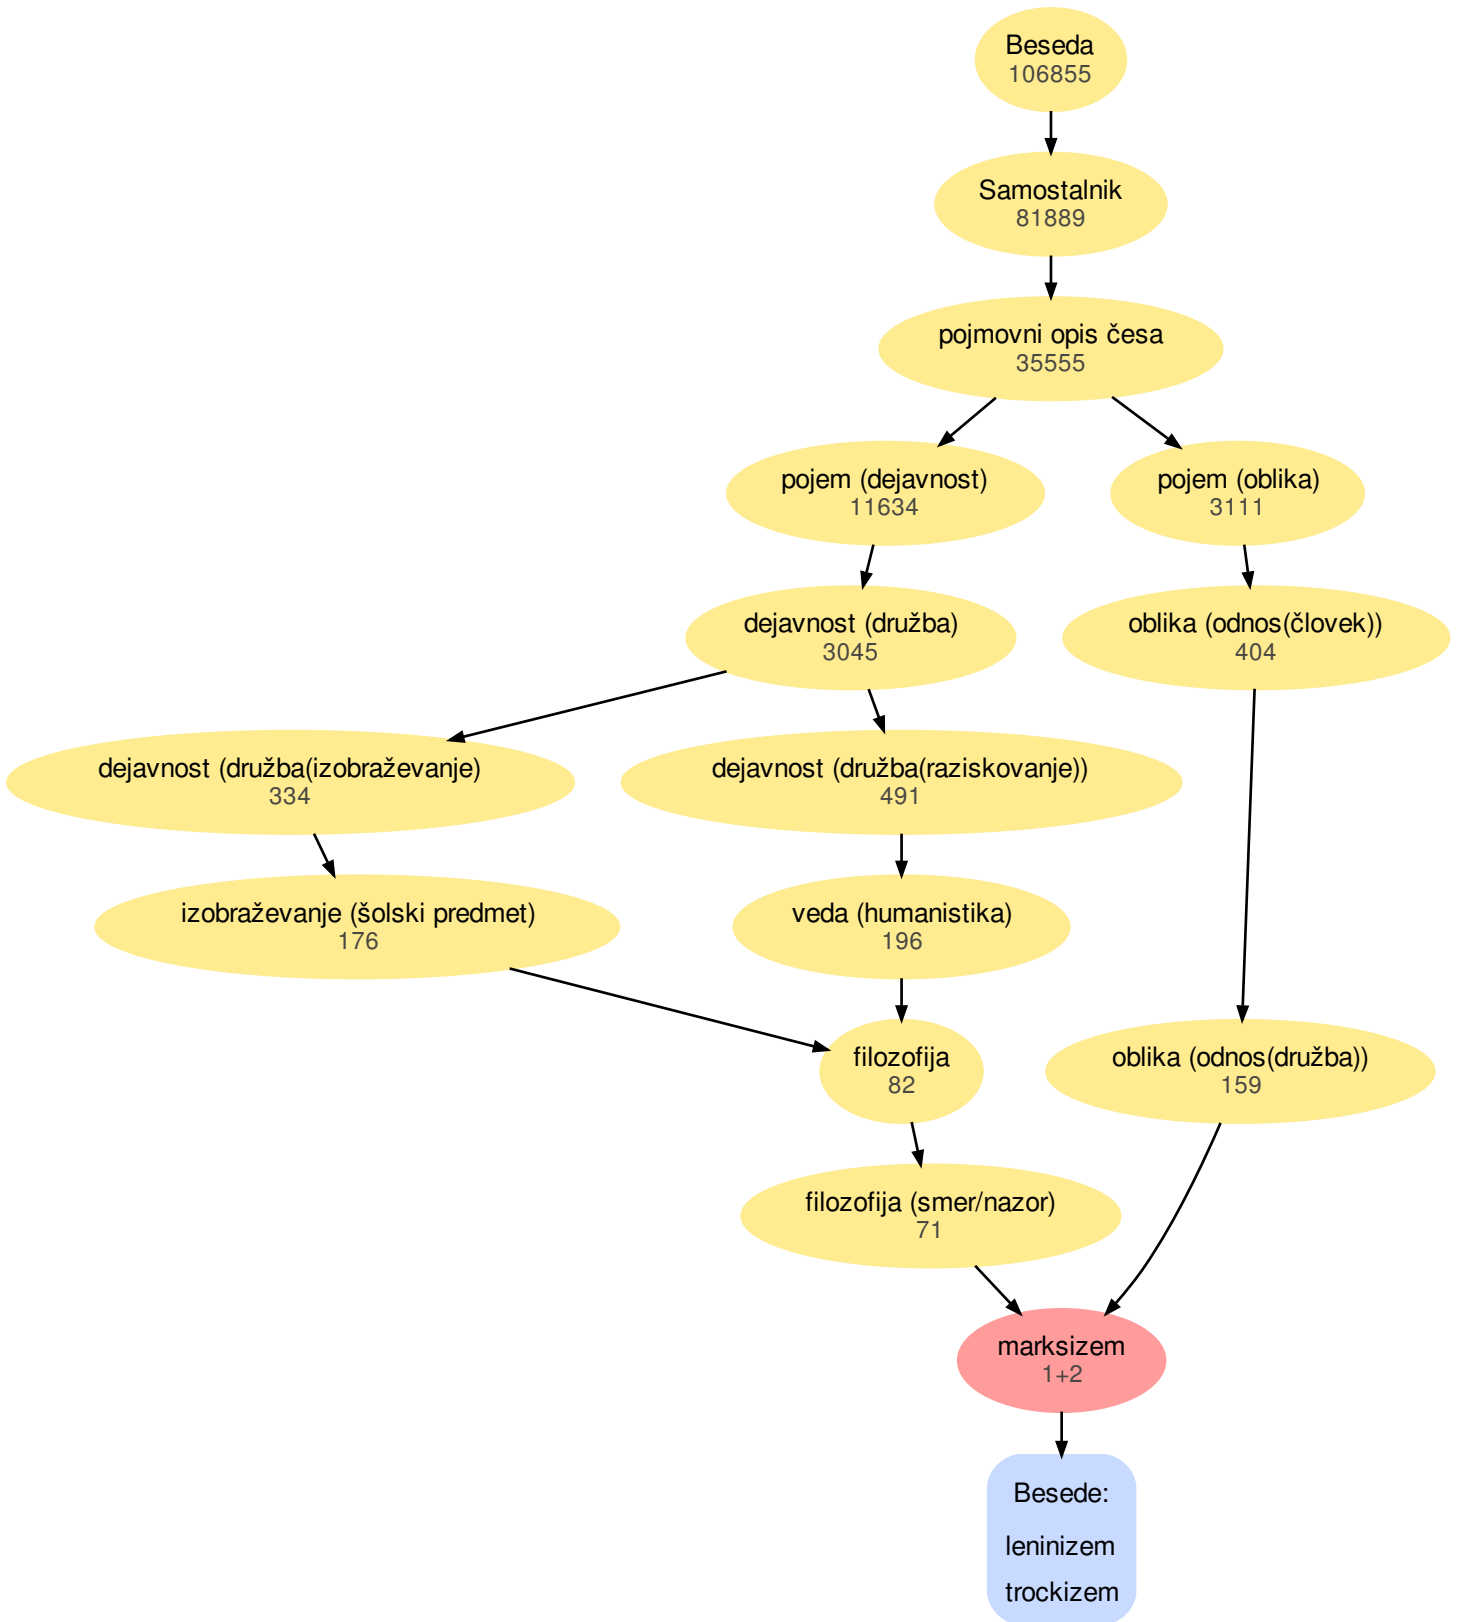 Beseda
106855
Samostalnik
81889
pojmovni opis česa
35555
pojem (dejavnost)
11634
pojem (oblika)
3111
dejavnost (družba)
3045
oblika (odnos(človek))
404
dejavnost (družba(izobraževanje)
334
dejavnost (družba(raziskovanje))
491
izobraževanje (šolski predmet)
176
veda (humanistika)
196
filozofija
82
oblika (odnos(družba))
159
filozofija (smer/nazor)
71
marksizem
1+2
Besede:
leninizem
trockizem